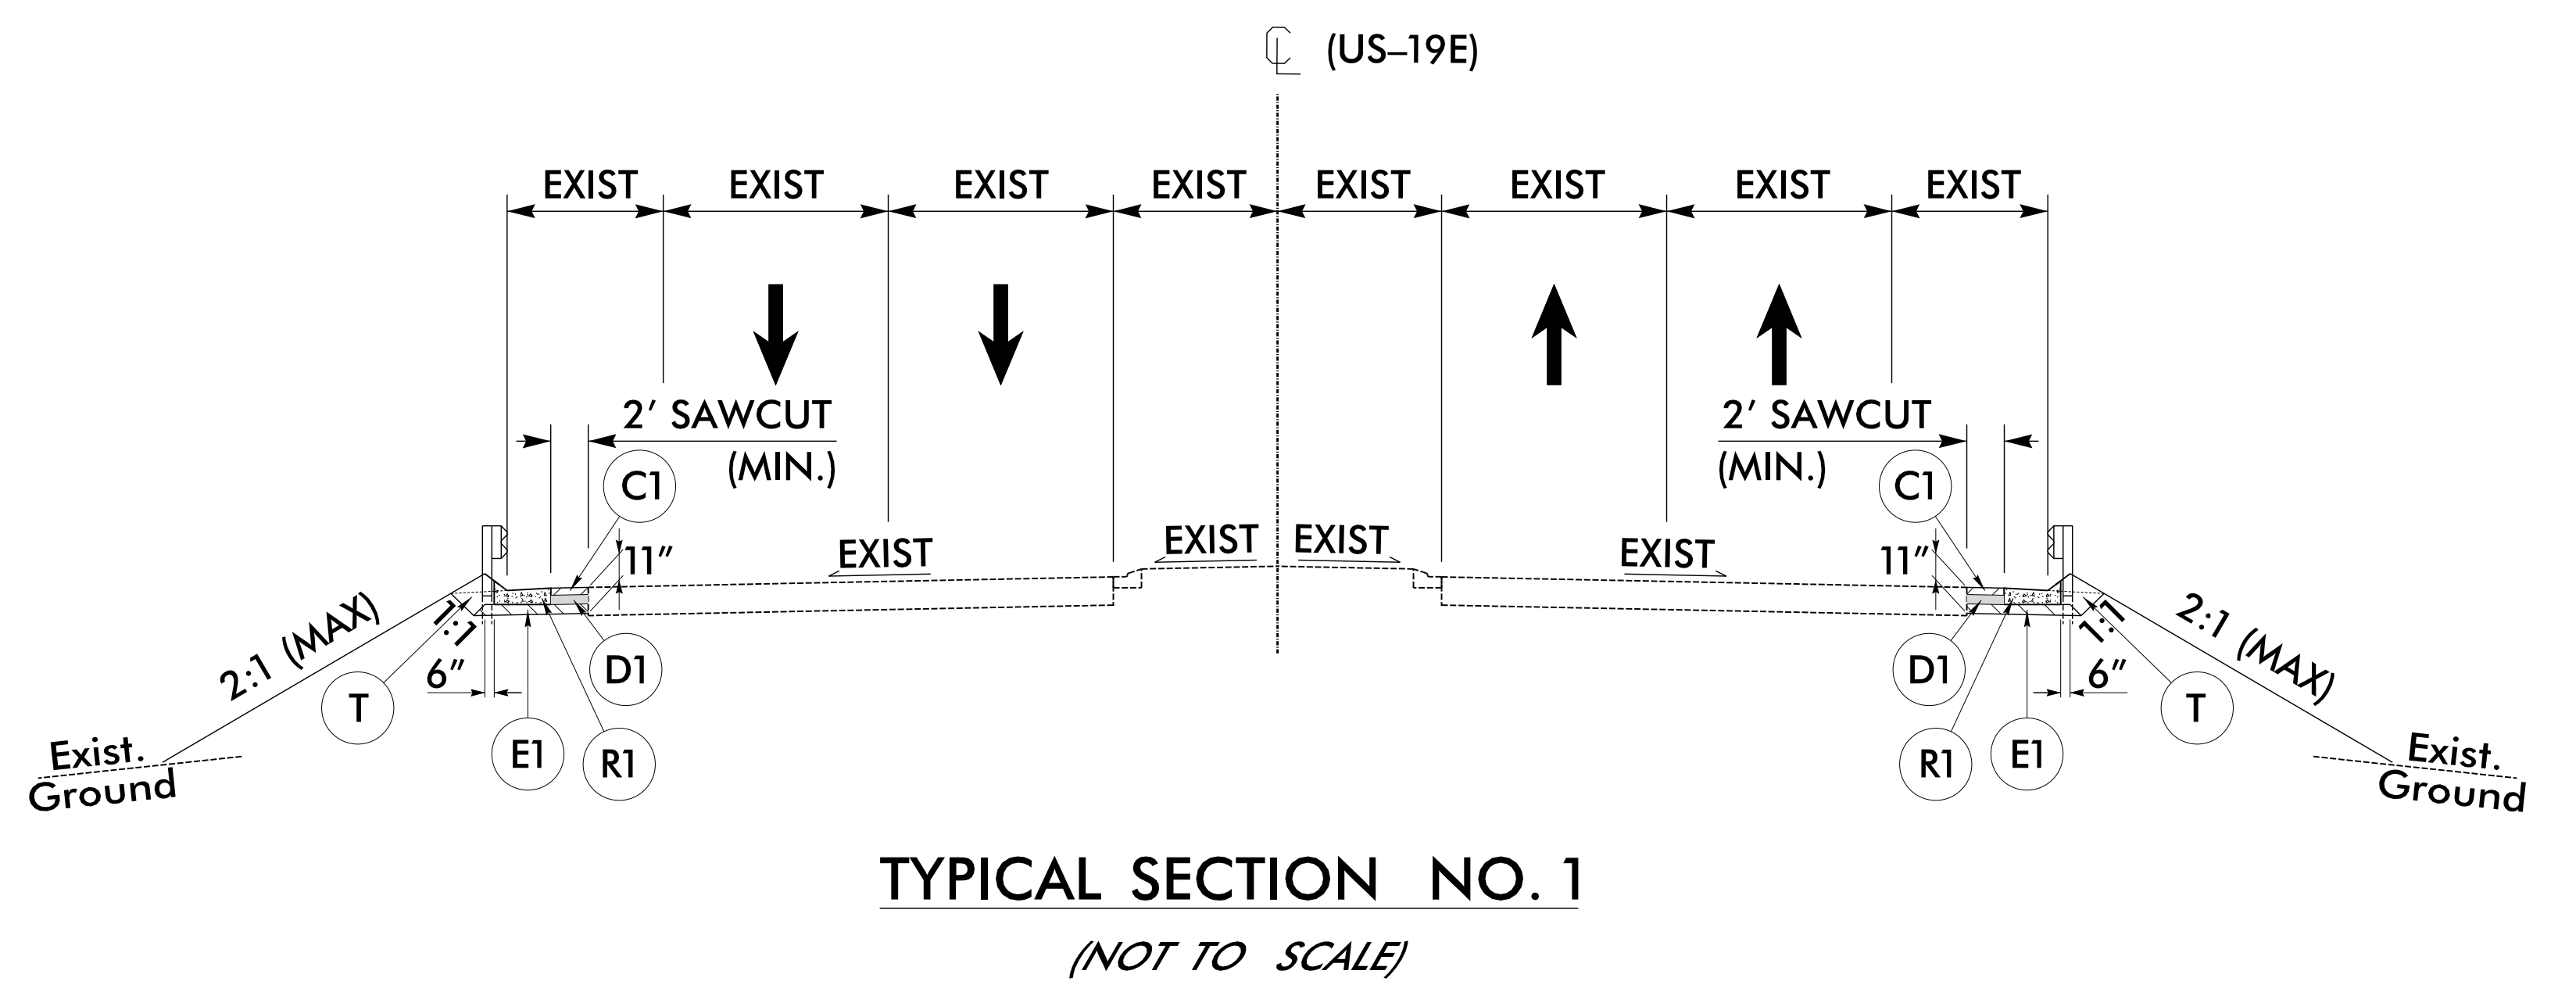 CL (US–19E)
EXIST EXIST EXIST EXIST EXIST EXIST EXIST EXIST
2′ SAWCUT 2′ SAWCUT
(MIN.) (MIN.)
C1 C1
EXIST EXIST
11″ EXIST EXIST 11″
1:1 1:1
2:1 (MAX) 2:1 (MAX)
6″ D1 D1 6″
T T
E1 R1 R1 E1
Exist. Exist.
Ground Ground
TYPICAL SECTION NO. 1
(NOT TO SCALE)